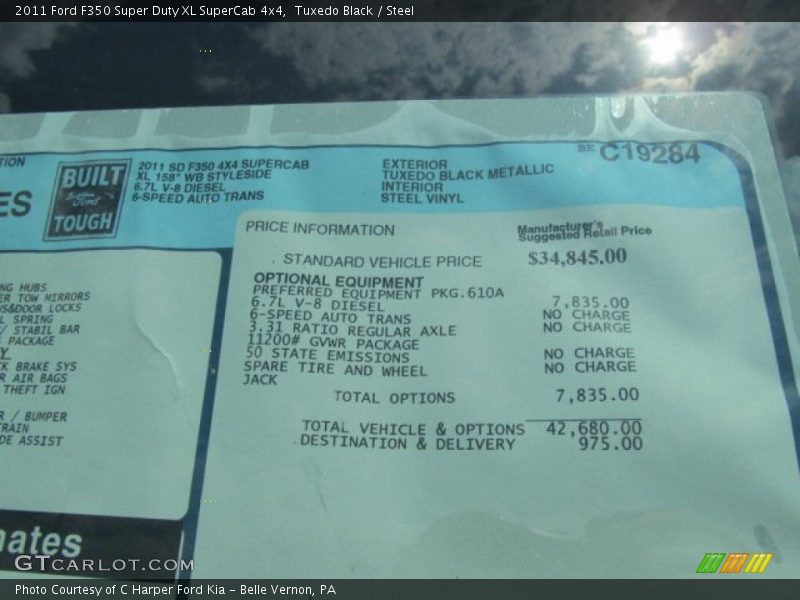 2011 Ford F350 Super Duty XL SuperCab 4x4, Tuxedo Black / Steel
TION
ES
BUILT
Ford
TOUGH
2011 SD F350 4X4 SUPERCAB
XL 158" WB STYLESIDE
6.7L V-8 DIESEL
6-SPEED AUTO TRANS
EXTERIOR
TUXEDO BLACK METALLIC
INTERIOR
STEEL VINYL
BE C19284
NG HUBS
ER TOW MIRRORS
S&DOOR LOCKS
L SPRING
/ STABIL BAR
PACKAGE
Y
CK BRAKE SYS
R AIR BAGS
THEFT IGN
R / BUMPER
RAIN
DE ASSIST
PRICE INFORMATION
Manufacturer's
Suggested Retail Price
STANDARD VEHICLE PRICE $34,845.00
OPTIONAL EQUIPMENT
PREFERRED EQUIPMENT PKG.610A
6.7L V-8 DIESEL 7,835.00
6-SPEED AUTO TRANS NO CHARGE
3.31 RATIO REGULAR AXLE NO CHARGE
11200# GVWR PACKAGE
50 STATE EMISSIONS NO CHARGE
SPARE TIRE AND WHEEL NO CHARGE
JACK
TOTAL OPTIONS 7,835.00
TOTAL VEHICLE & OPTIONS 42,680.00
DESTINATION & DELIVERY 975.00
mates
GTCARLOT.COM
Photo Courtesy of C Harper Ford Kia - Belle Vernon, PA